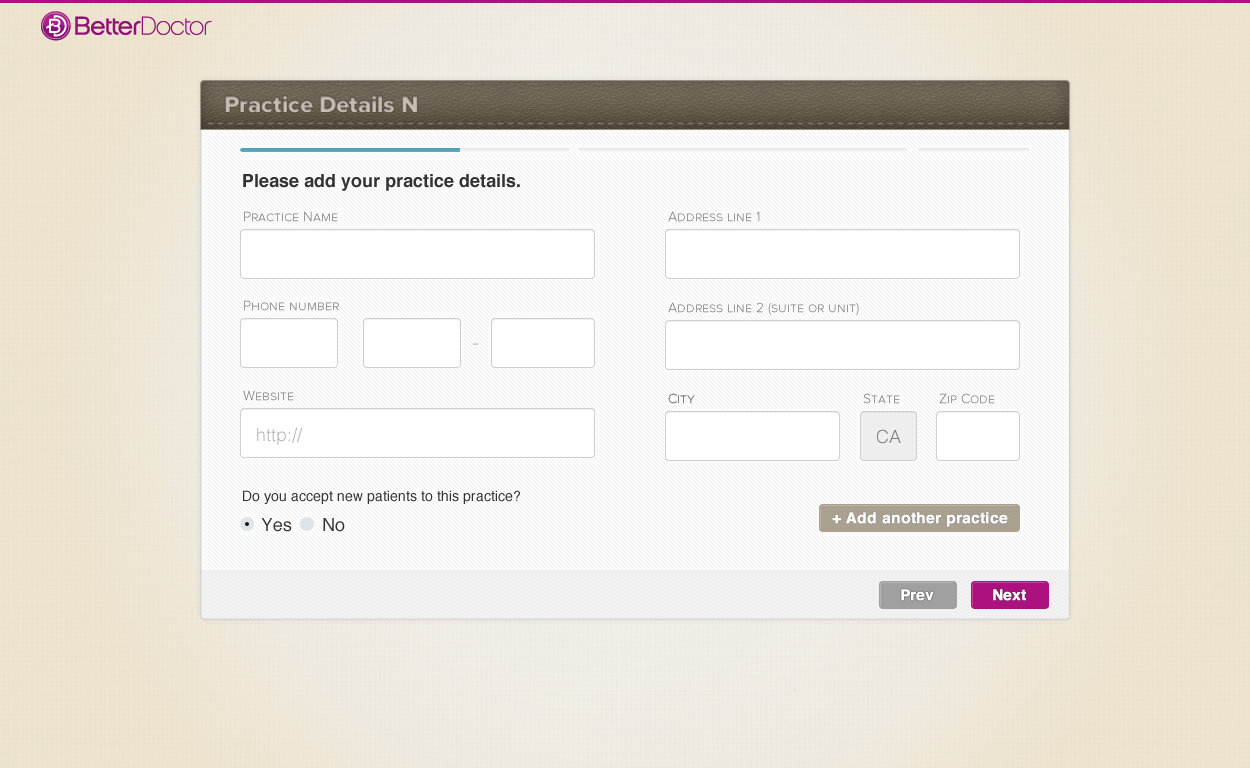 BetterDoctor
Practice Details N
Please add your practice details.
Practice Name
Address line 1
Phone number
Address line 2 (suite or unit)
-
Website
City
State
Zip Code
http://
CA
Do you accept new patients to this practice?
Yes No
+ Add another practice
Prev Next